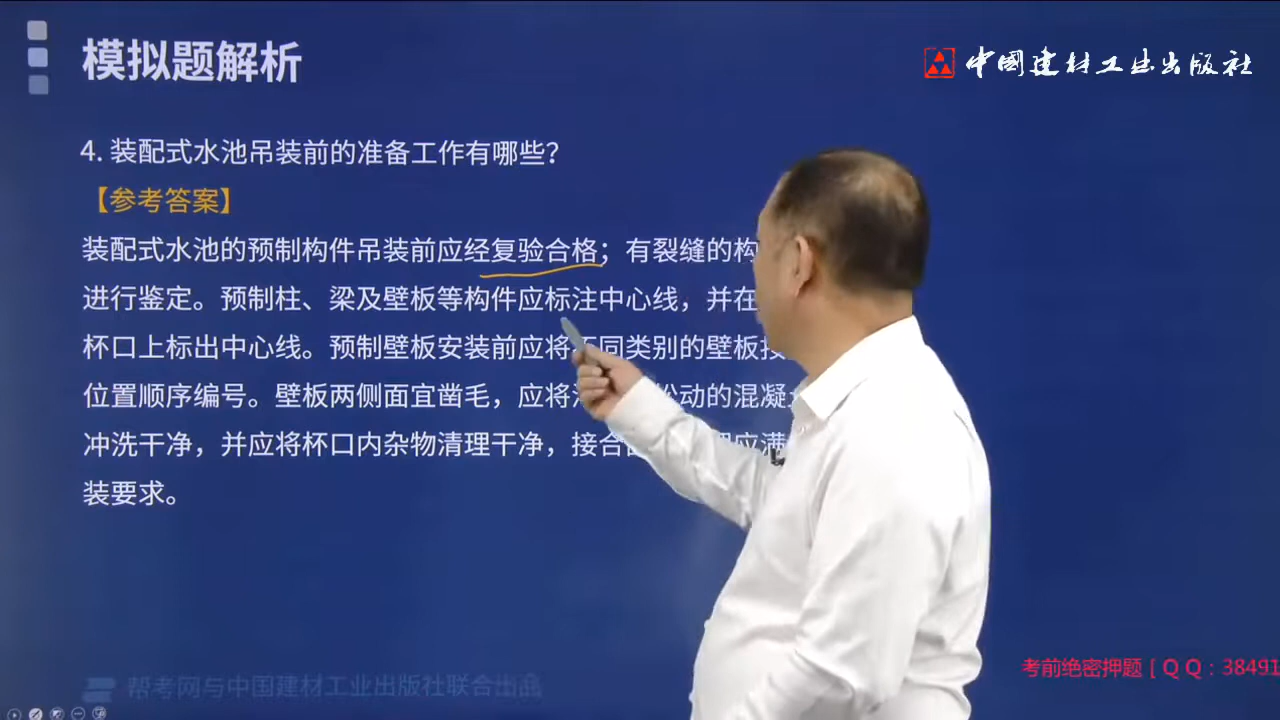 模拟题解析
中国建材工业出版社
4. 装配式水池吊装前的准备工作有哪些？
【参考答案】
装配式水池的预制构件吊装前应经复验合格；有裂缝的构
进行鉴定。预制柱、梁及壁板等构件应标注中心线，并在
杯口上标出中心线。预制壁板安装前应将不同类别的壁板按
位置顺序编号。壁板两侧面宜凿毛，应将 松动的混凝土
冲洗干净，并应将杯口内杂物清理干净，接合 应满
装要求。
考前绝密押题［ＱＱ：38491
帮考网与中国建材工业出版社联合出品